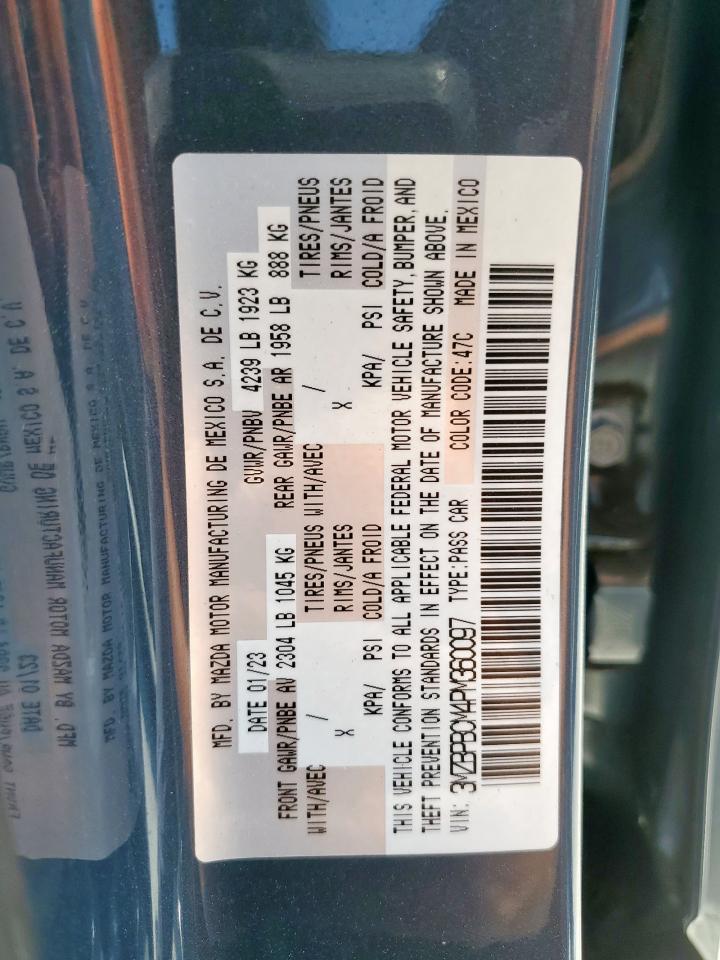 MFD. BY MAZDA MOTOR MANUFACTURING DE MEXICO S.A. DE C.V.
DATE 01/23 GVWR/PNBV 4239 LB 1923 KG
FRONT GAWR/PNBE AV 2304 LB 1045 KG REAR GAWR/PNBE AR 1958 LB 888 KG
WITH/AVEC / TIRES/PNEUS WITH/AVEC / TIRES/PNEUS
X RIMS/JANTES X RIMS/JANTES
KPA/ PSI COLD/A FROID KPA/ PSI COLD/A FROID
THIS VEHICLE CONFORMS TO ALL APPLICABLE FEDERAL MOTOR VEHICLE SAFETY, BUMPER, AND
THEFT PREVENTION STANDARDS IN EFFECT ON THE DATE OF MANUFACTURE SHOWN ABOVE.
VIN: 3MZBPBCM4PM360097 TYPE:PASS CAR COLOR CODE:47C MADE IN MEXICO